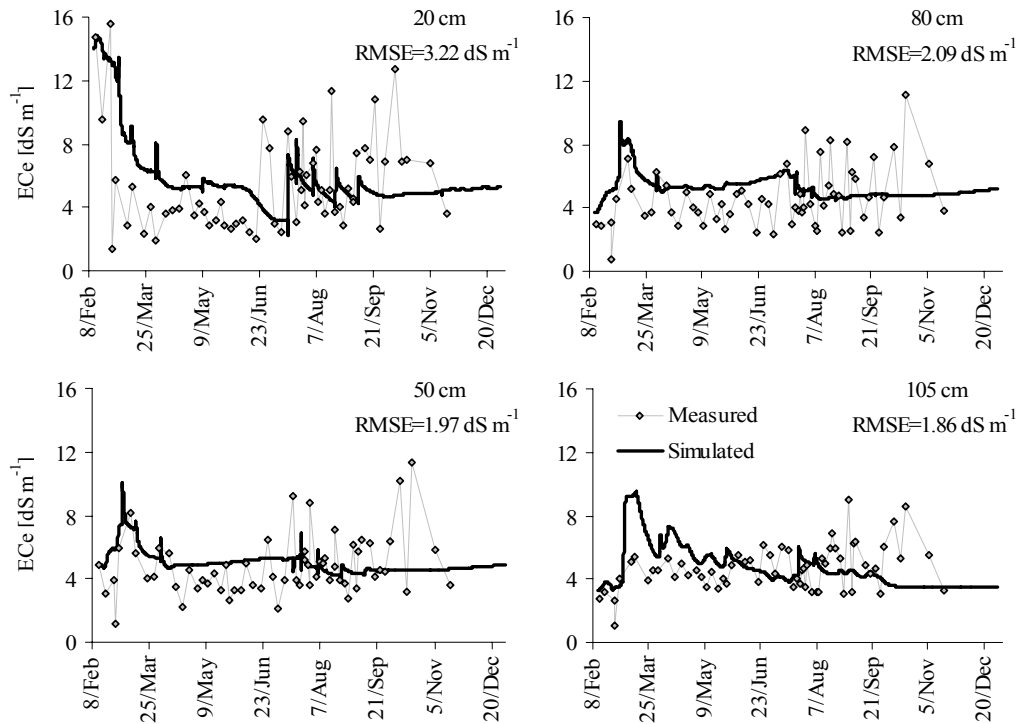 20 cm
RMSE=3.22 dS m-1
ECe [dS m-1]
16
12
8
4
0
8/Feb
25/Mar
9/May
23/Jun
7/Aug
21/Sep
5/Nov
20/Dec
80 cm
RMSE=2.09 dS m-1
16
12
8
4
0
8/Feb
25/Mar
9/May
23/Jun
7/Aug
21/Sep
5/Nov
20/Dec
50 cm
RMSE=1.97 dS m-1
ECe [dS m-1]
16
12
8
4
0
8/Feb
25/Mar
9/May
23/Jun
7/Aug
21/Sep
5/Nov
20/Dec
105 cm
RMSE=1.86 dS m-1
Measured
Simulated
16
12
8
4
0
8/Feb
25/Mar
9/May
23/Jun
7/Aug
21/Sep
5/Nov
20/Dec